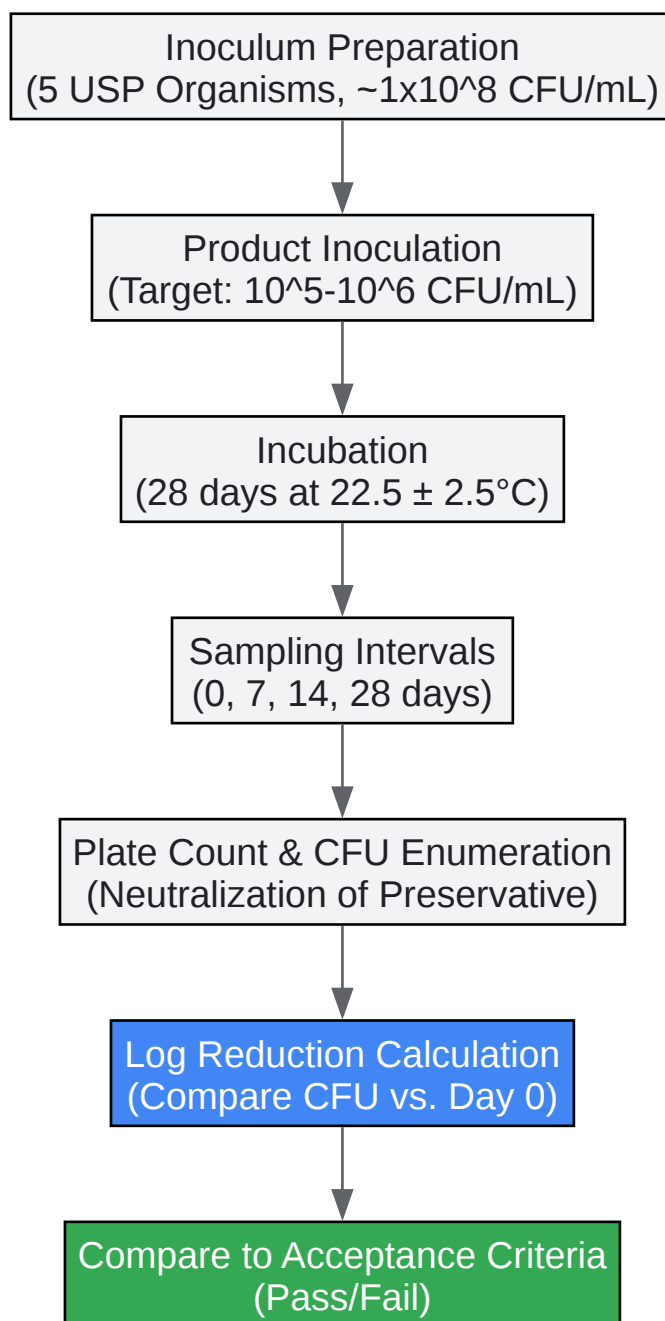 Inoculum Preparation
(5 USP Organisms, ~1x10^8 CFU/mL)
Product Inoculation
(Target: 10^5-10^6 CFU/mL)
Incubation
(28 days at 22.5 ± 2.5°C)
Sampling Intervals
(0, 7, 14, 28 days)
Plate Count & CFU Enumeration
(Neutralization of Preservative)
Log Reduction Calculation
(Compare CFU vs. Day 0)
Compare to Acceptance Criteria
(Pass/Fail)